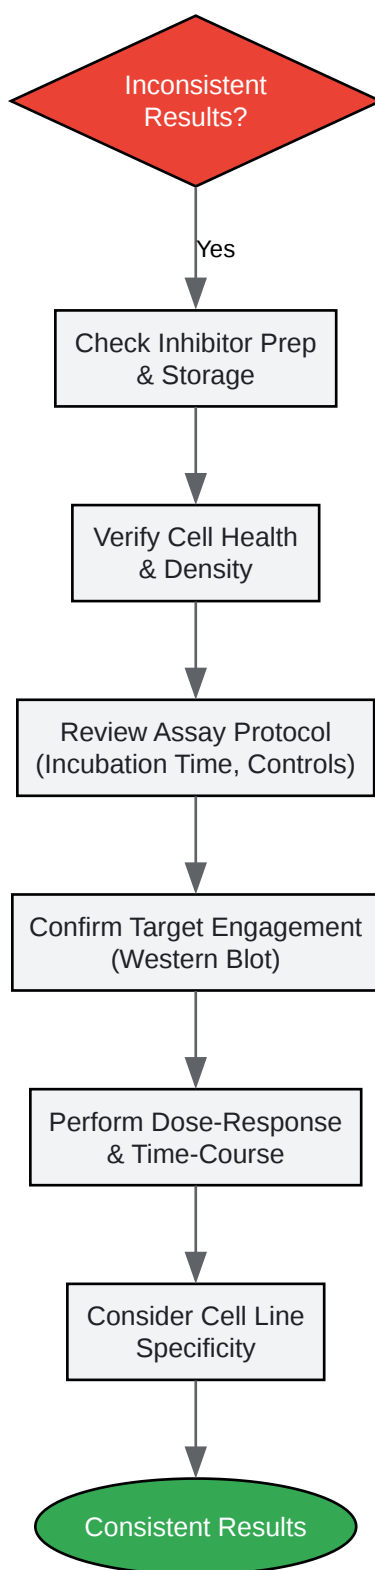 Inconsistent
Results?
Yes
Check Inhibitor Prep
& Storage
Verify Cell Health
& Density
Review Assay Protocol
(Incubation Time, Controls)
Confirm Target Engagement
(Western Blot)
Perform Dose-Response
& Time-Course
Consider Cell Line
Specificity
Consistent Results